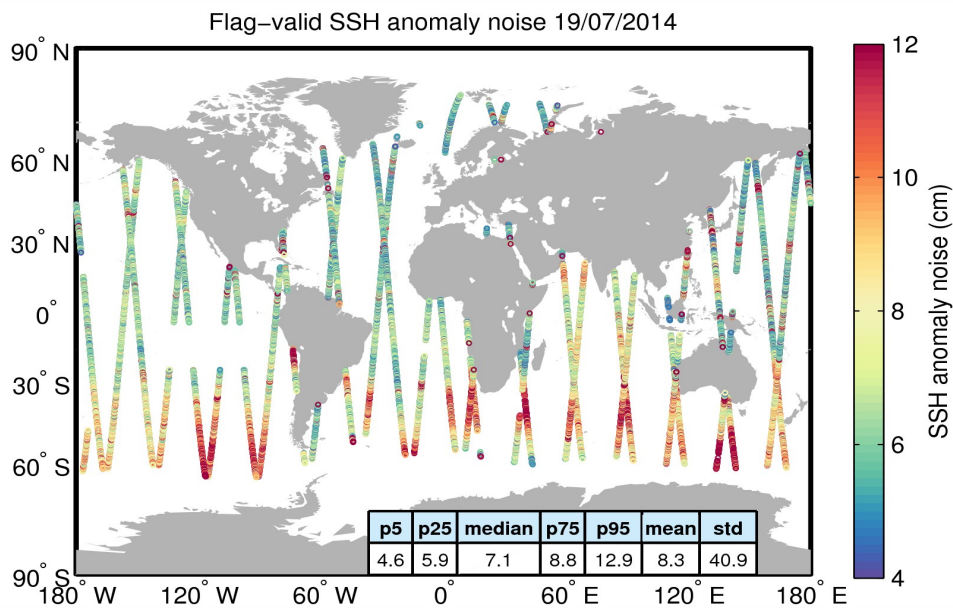 Flag−valid SSH anomaly noise 19/07/2014
90° N
60° N
30° N
0°
30° S
60° S
90° S
180° W
120° W
60° W
0°
60° E
120° E
180° E
p5 p25 median p75 p95 mean std
4.6 5.9 7.1 8.8 12.9 8.3 40.9
12
10
8
6
4
SSH anomaly noise (cm)